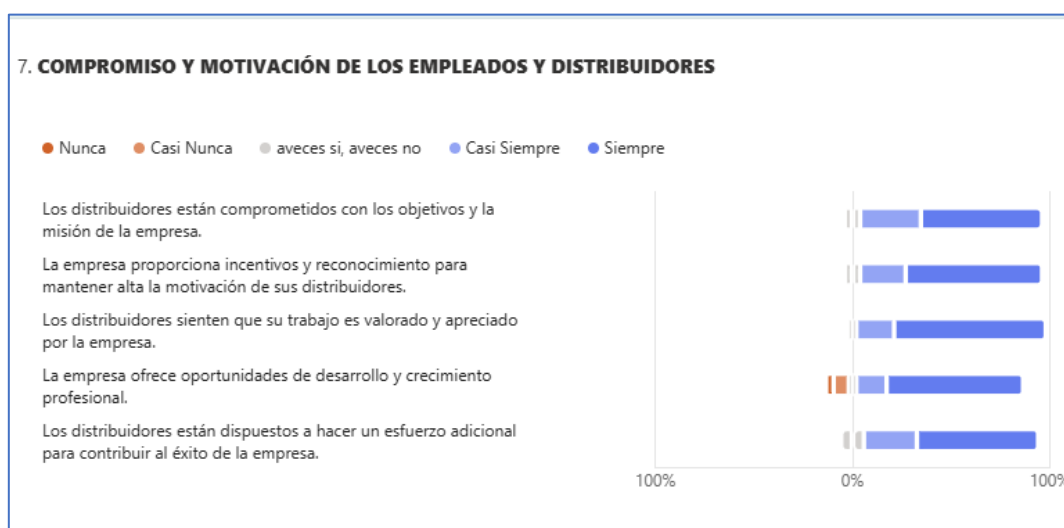 7. COMPROMISO Y MOTIVACIÓN DE LOS EMPLEADOS Y DISTRIBUIDORES
Nunca Casi Nunca aveces si, aveces no Casi Siempre Siempre
Los distribuidores están comprometidos con los objetivos y la
misión de la empresa.
La empresa proporciona incentivos y reconocimiento para
mantener alta la motivación de sus distribuidores.
Los distribuidores sienten que su trabajo es valorado y apreciado
por la empresa.
La empresa ofrece oportunidades de desarrollo y crecimiento
profesional.
Los distribuidores están dispuestos a hacer un esfuerzo adicional
para contribuir al éxito de la empresa.
100% 0% 100%